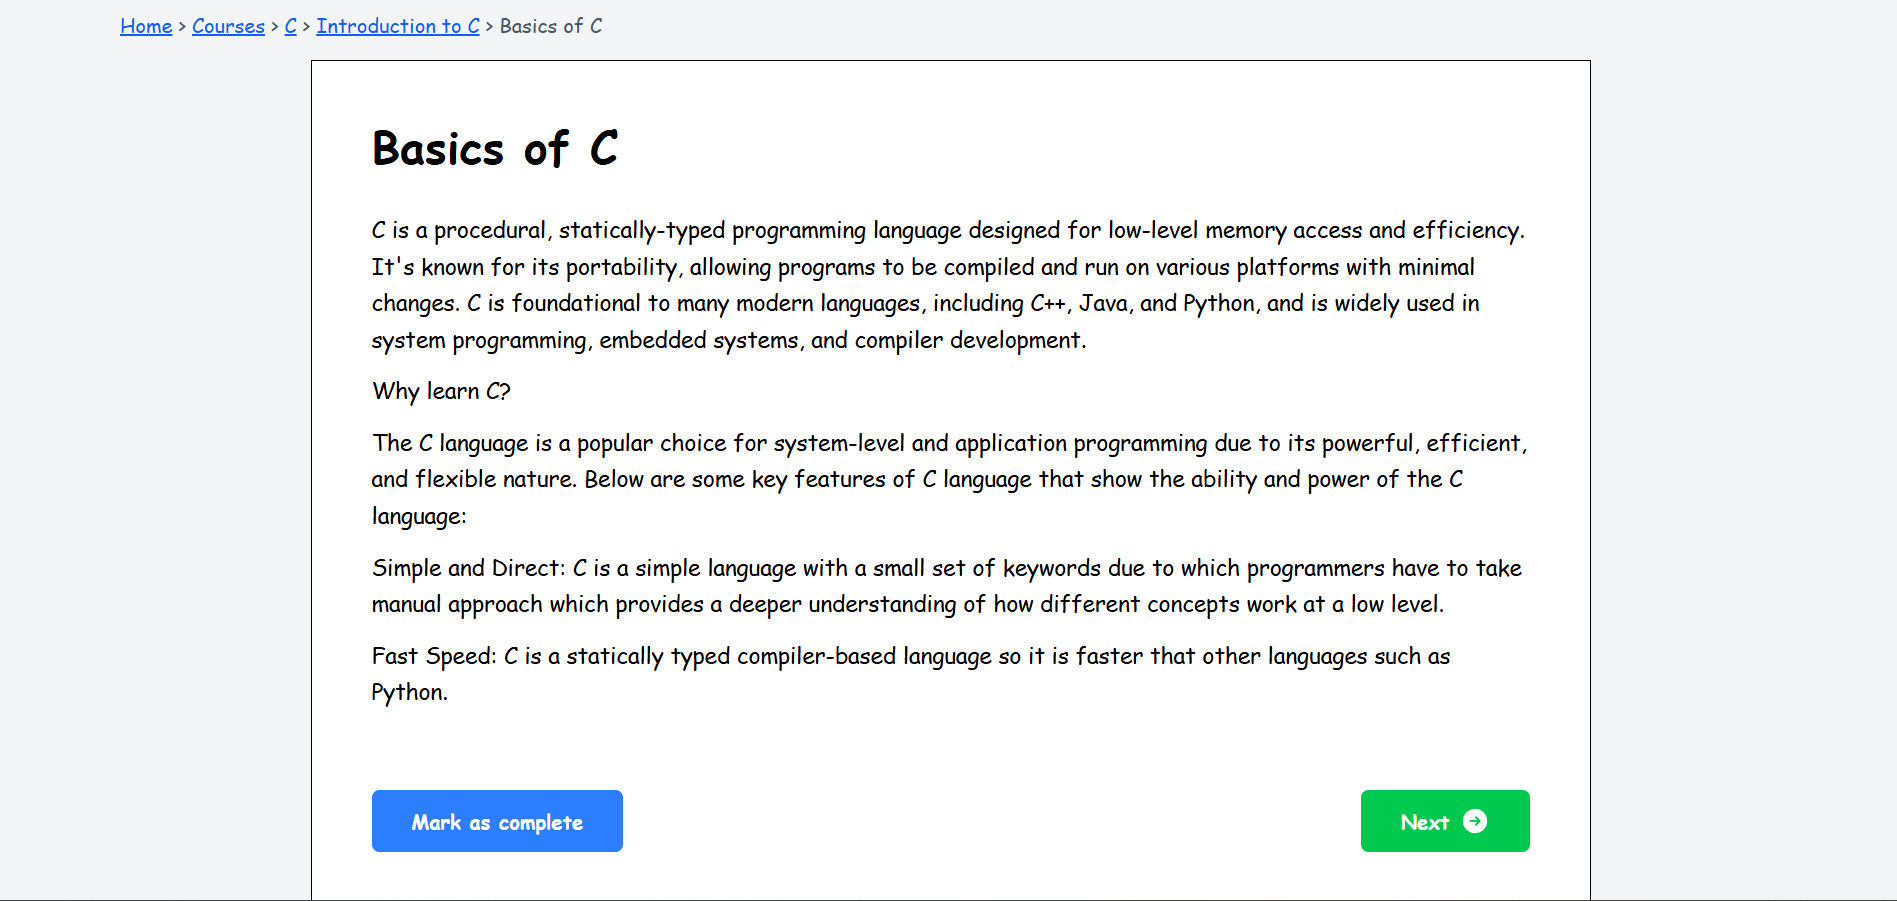 Home > Courses > C > Introduction to C > Basics of C
Basics of C
C is a procedural, statically-typed programming language designed for low-level memory access and efficiency.
It's known for its portability, allowing programs to be compiled and run on various platforms with minimal
changes. C is foundational to many modern languages, including C++, Java, and Python, and is widely used in
system programming, embedded systems, and compiler development.
Why learn C?
The C language is a popular choice for system-level and application programming due to its powerful, efficient,
and flexible nature. Below are some key features of C language that show the ability and power of the C
language:
Simple and Direct: C is a simple language with a small set of keywords due to which programmers have to take
manual approach which provides a deeper understanding of how different concepts work at a low level.
Fast Speed: C is a statically typed compiler-based language so it is faster that other languages such as
Python.
Mark as complete
Next